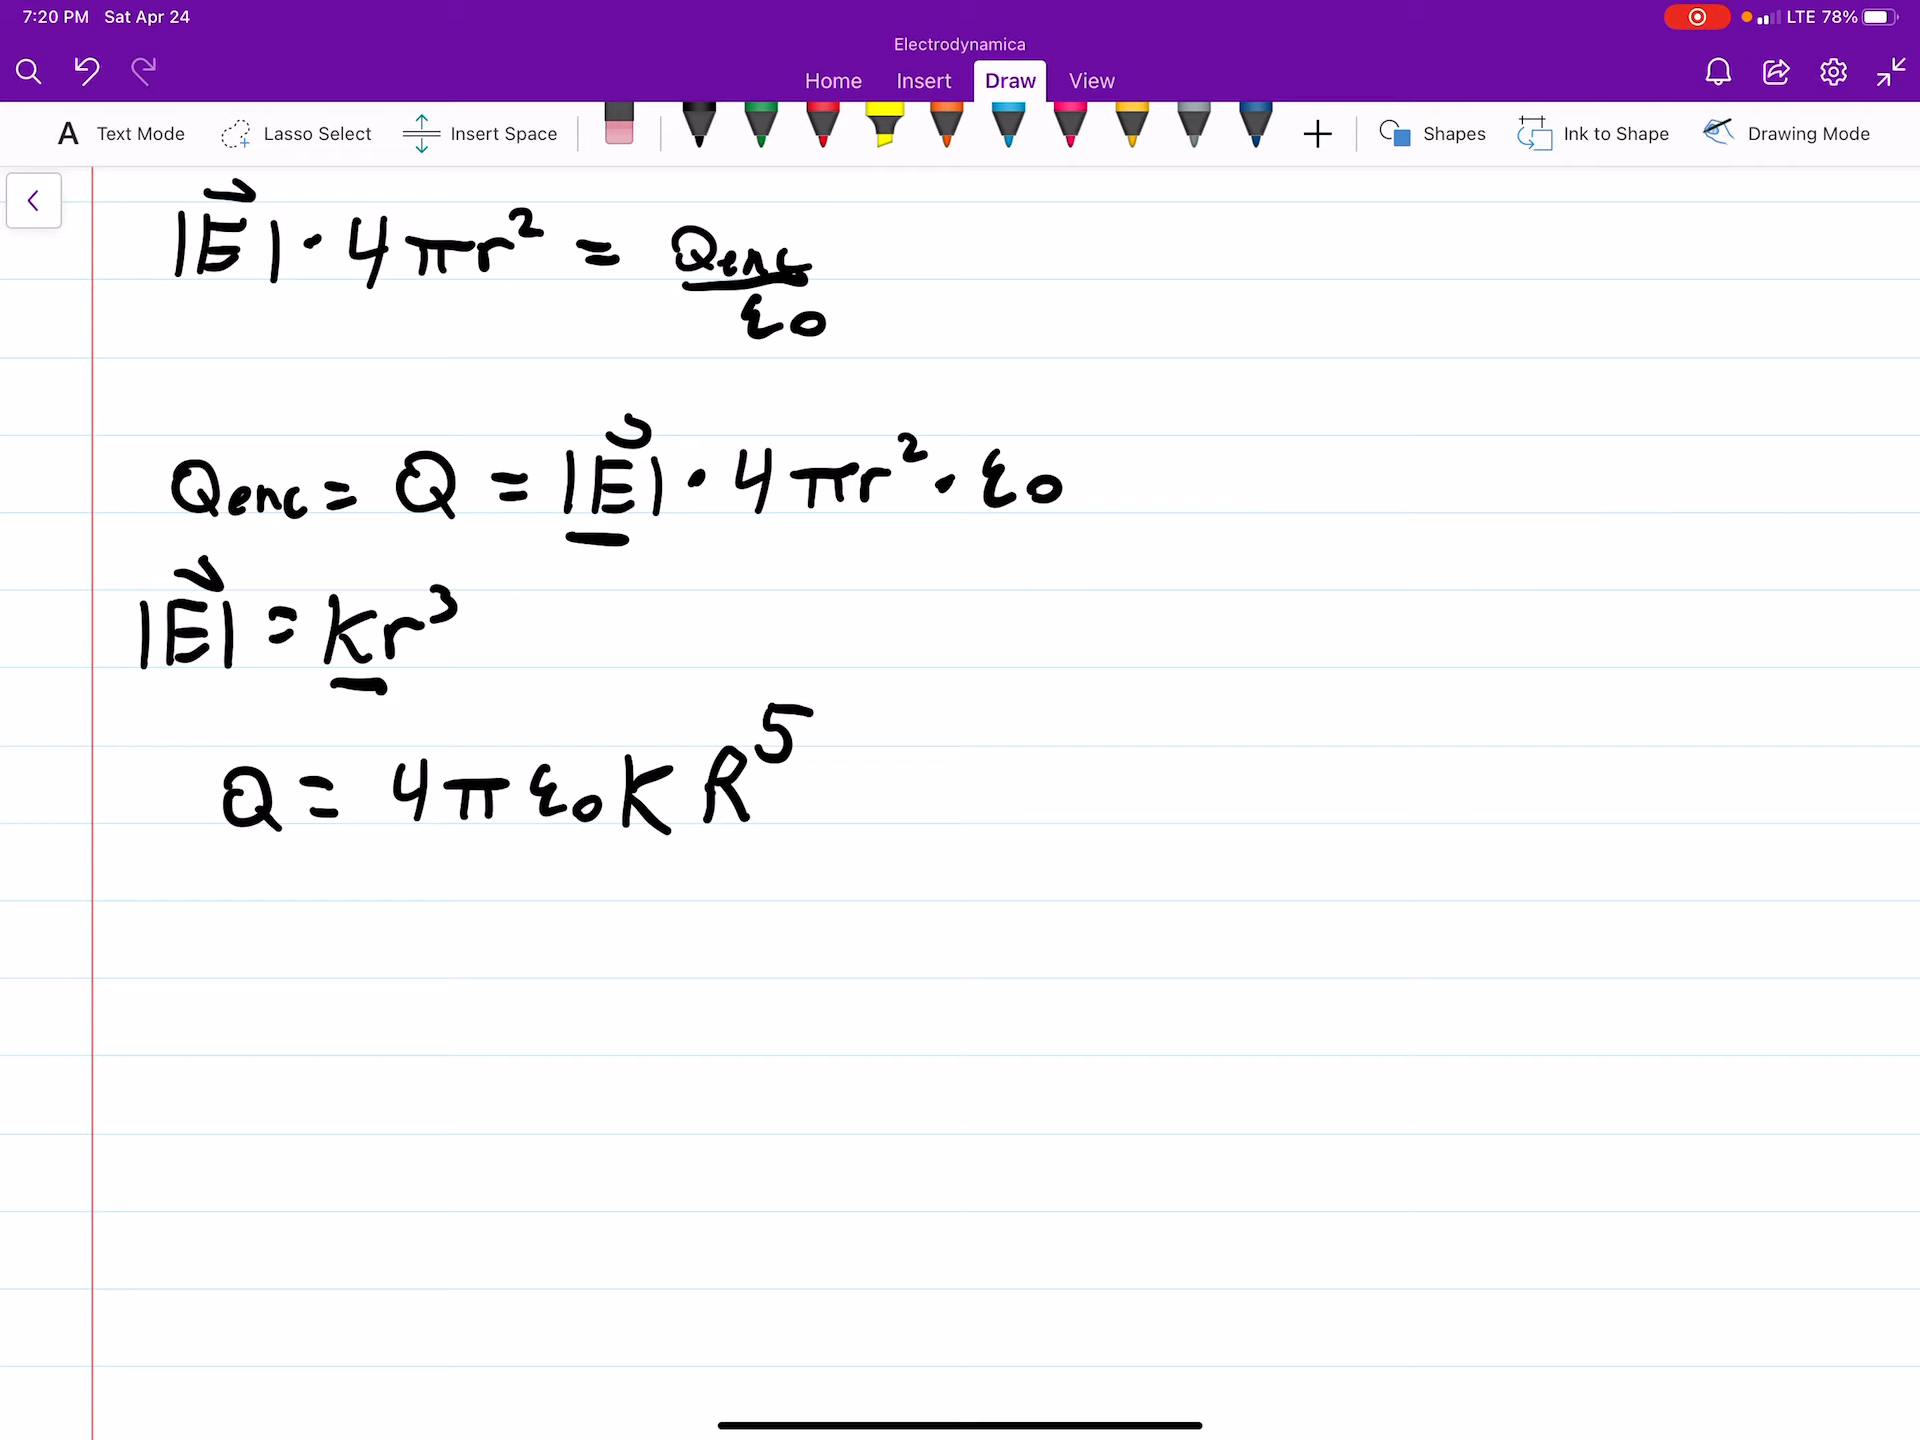 7:20 PM Sat Apr 24 LTE 78%
Electrodynamica
Home Insert Draw View
A Text Mode Lasso Select Insert Space Shapes Ink to Shape Drawing Mode
|E⃗| · 4πr² = Qenc/ε0
Qenc = Q = |E⃗| · 4πr² · ε0
|E⃗| = kr³
Q = 4πε0KR⁵